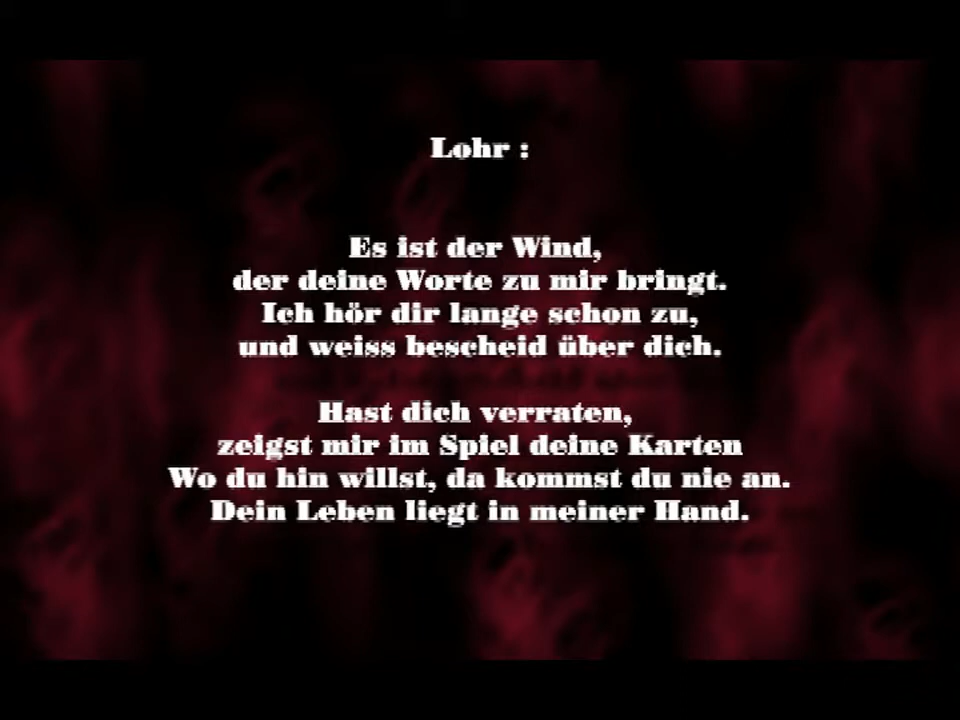 Lohr :
Es ist der Wind,
der deine Worte zu mir bringt.
Ich hör dir lange schon zu,
und weiss bescheid über dich.
Hast dich verraten,
zeigst mir im Spiel deine Karten
Wo du hin willst, da kommst du nie an.
Dein Leben liegt in meiner Hand.